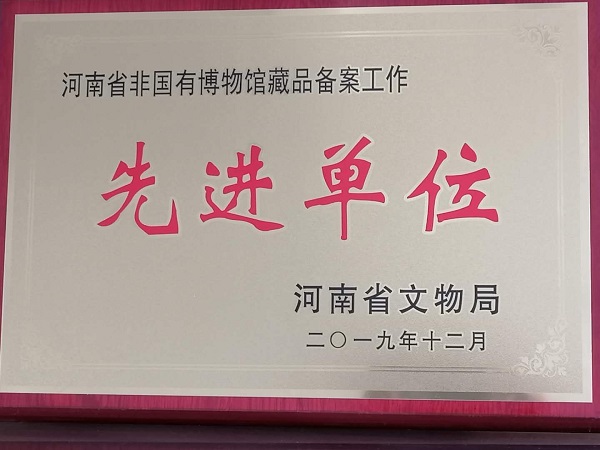 河南省非国有博物馆藏品备案工作
先进单位
河南省文物局
二〇一九年十二月